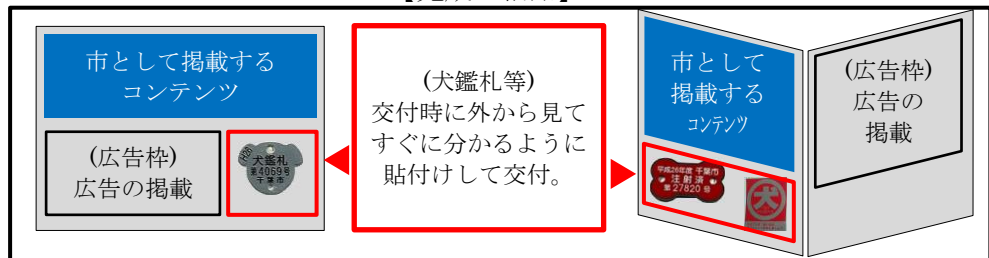 市として掲載する
コンテンツ
(広告枠)
広告の掲載
H26
犬鑑札
第4069号
千葉市
(犬鑑札等)
交付時に外から見て
すぐに分かるように
貼付けして交付。
市として
掲載する
コンテンツ
平成26年度 千葉市
注射済
第27820号
犬
(広告枠)
広告の
掲載